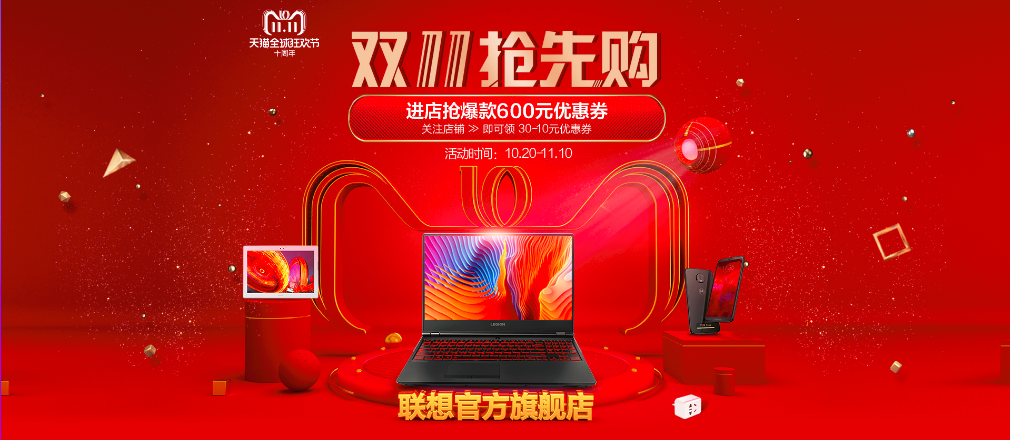 10
11.11
天猫全球狂欢节
十周年
双11抢先购
进店抢爆款600元优惠券
关注店铺 ≫ 即可领 30-10元优惠券
活动时间：10.20-11.10
10
LEGION
联想官方旗舰店